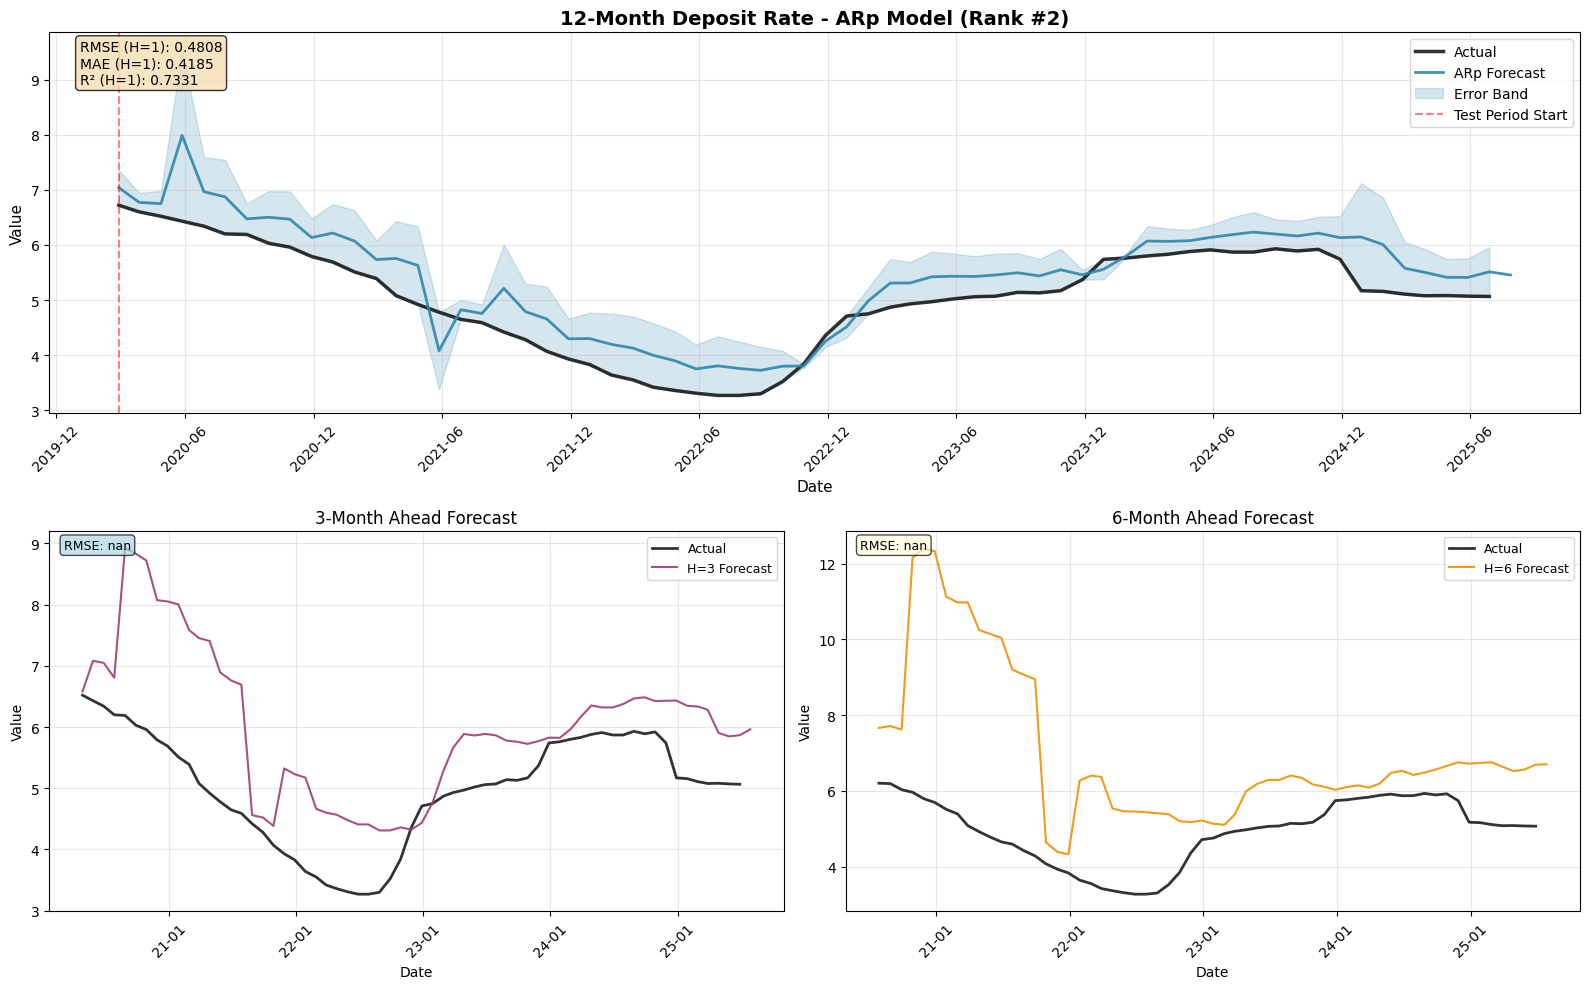 12-Month Deposit Rate - ARp Model (Rank #2)
RMSE (H=1): 0.4808
MAE (H=1): 0.4185
R² (H=1): 0.7331
Actual
ARp Forecast
Error Band
Test Period Start
Value
9
8
7
6
5
4
3
2019-12
2020-06
2020-12
2021-06
2021-12
2022-06
2022-12
2023-06
2023-12
2024-06
2024-12
2025-06
Date
3-Month Ahead Forecast
RMSE: nan
Actual
H=3 Forecast
Value
9
8
7
6
5
4
3
21-01
22-01
23-01
24-01
25-01
Date
6-Month Ahead Forecast
RMSE: nan
Actual
H=6 Forecast
Value
12
10
8
6
4
21-01
22-01
23-01
24-01
25-01
Date